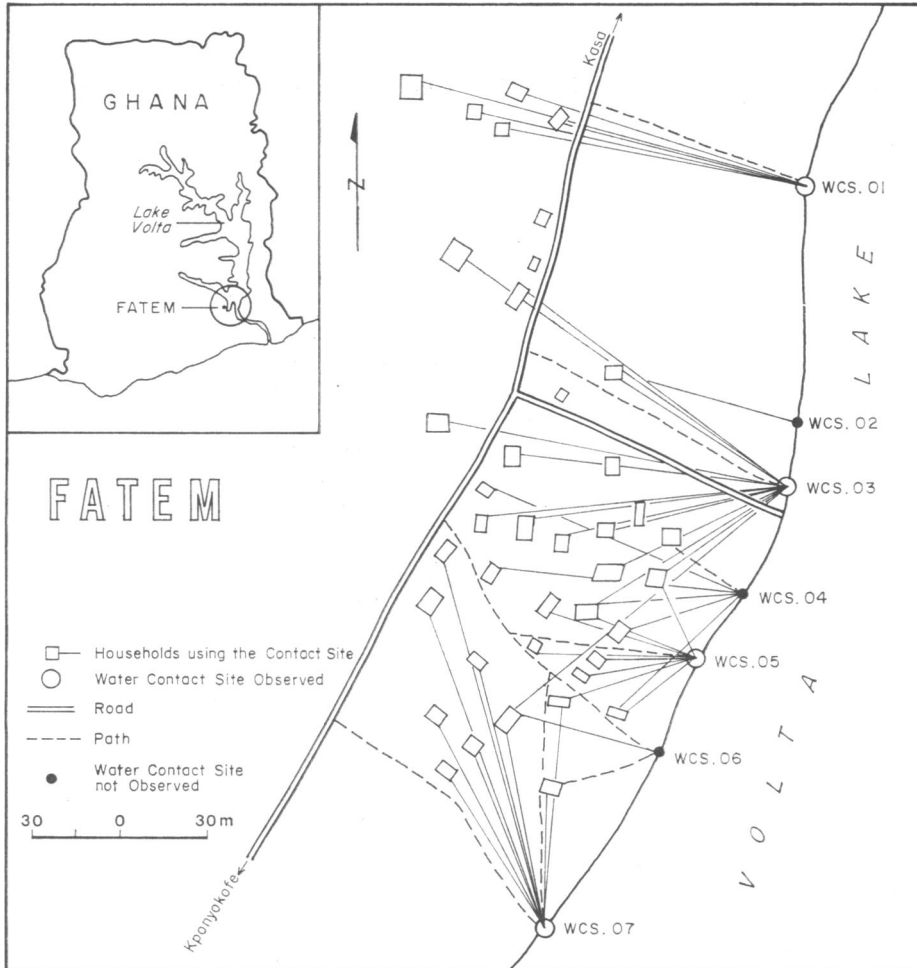 GHANA
Lake
Volta
FATEM
Kasa
N
WCS. 01
LAKE
WCS. 02
WCS. 03
FATEM
WCS. 04
Households using the Contact Site
Water Contact Site Observed
Road
Path
Water Contact Site
not Observed
WCS. 05
VOLTA
WCS. 06
30 0 30m
Kponyokofe
WCS. 07